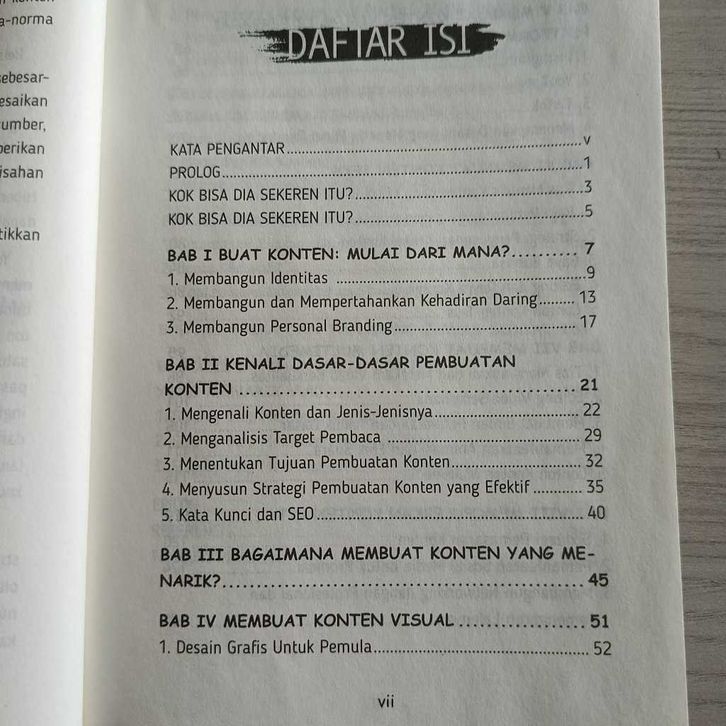 a-norma
sebesar-
esaikan
umber,
berikan
isahan
tikkan
DAFTAR ISI
KATA PENGANTAR..........v
PROLOG..........1
KOK BISA DIA SEKEREN ITU?..........3
KOK BISA DIA SEKEREN ITU?..........5
BAB I BUAT KONTEN: MULAI DARI MANA?.......... 7
1. Membangun Identitas ..........9
2. Membangun dan Mempertahankan Kehadiran Daring......... 13
3. Membangun Personal Branding.......... 17
BAB II KENALI DASAR-DASAR PEMBUATAN
KONTEN .......... 21
1. Mengenali Konten dan Jenis-Jenisnya.......... 22
2. Menganalisis Target Pembaca .......... 29
3. Menentukan Tujuan Pembuatan Konten.......... 32
4. Menyusun Strategi Pembuatan Konten yang Efektif .......... 35
5. Kata Kunci dan SEO.......... 40
BAB III BAGAIMANA MEMBUAT KONTEN YANG ME-
NARIK?.......... 45
BAB IV MEMBUAT KONTEN VISUAL .......... 51
1. Desain Grafis Untuk Pemula.......... 52
vii